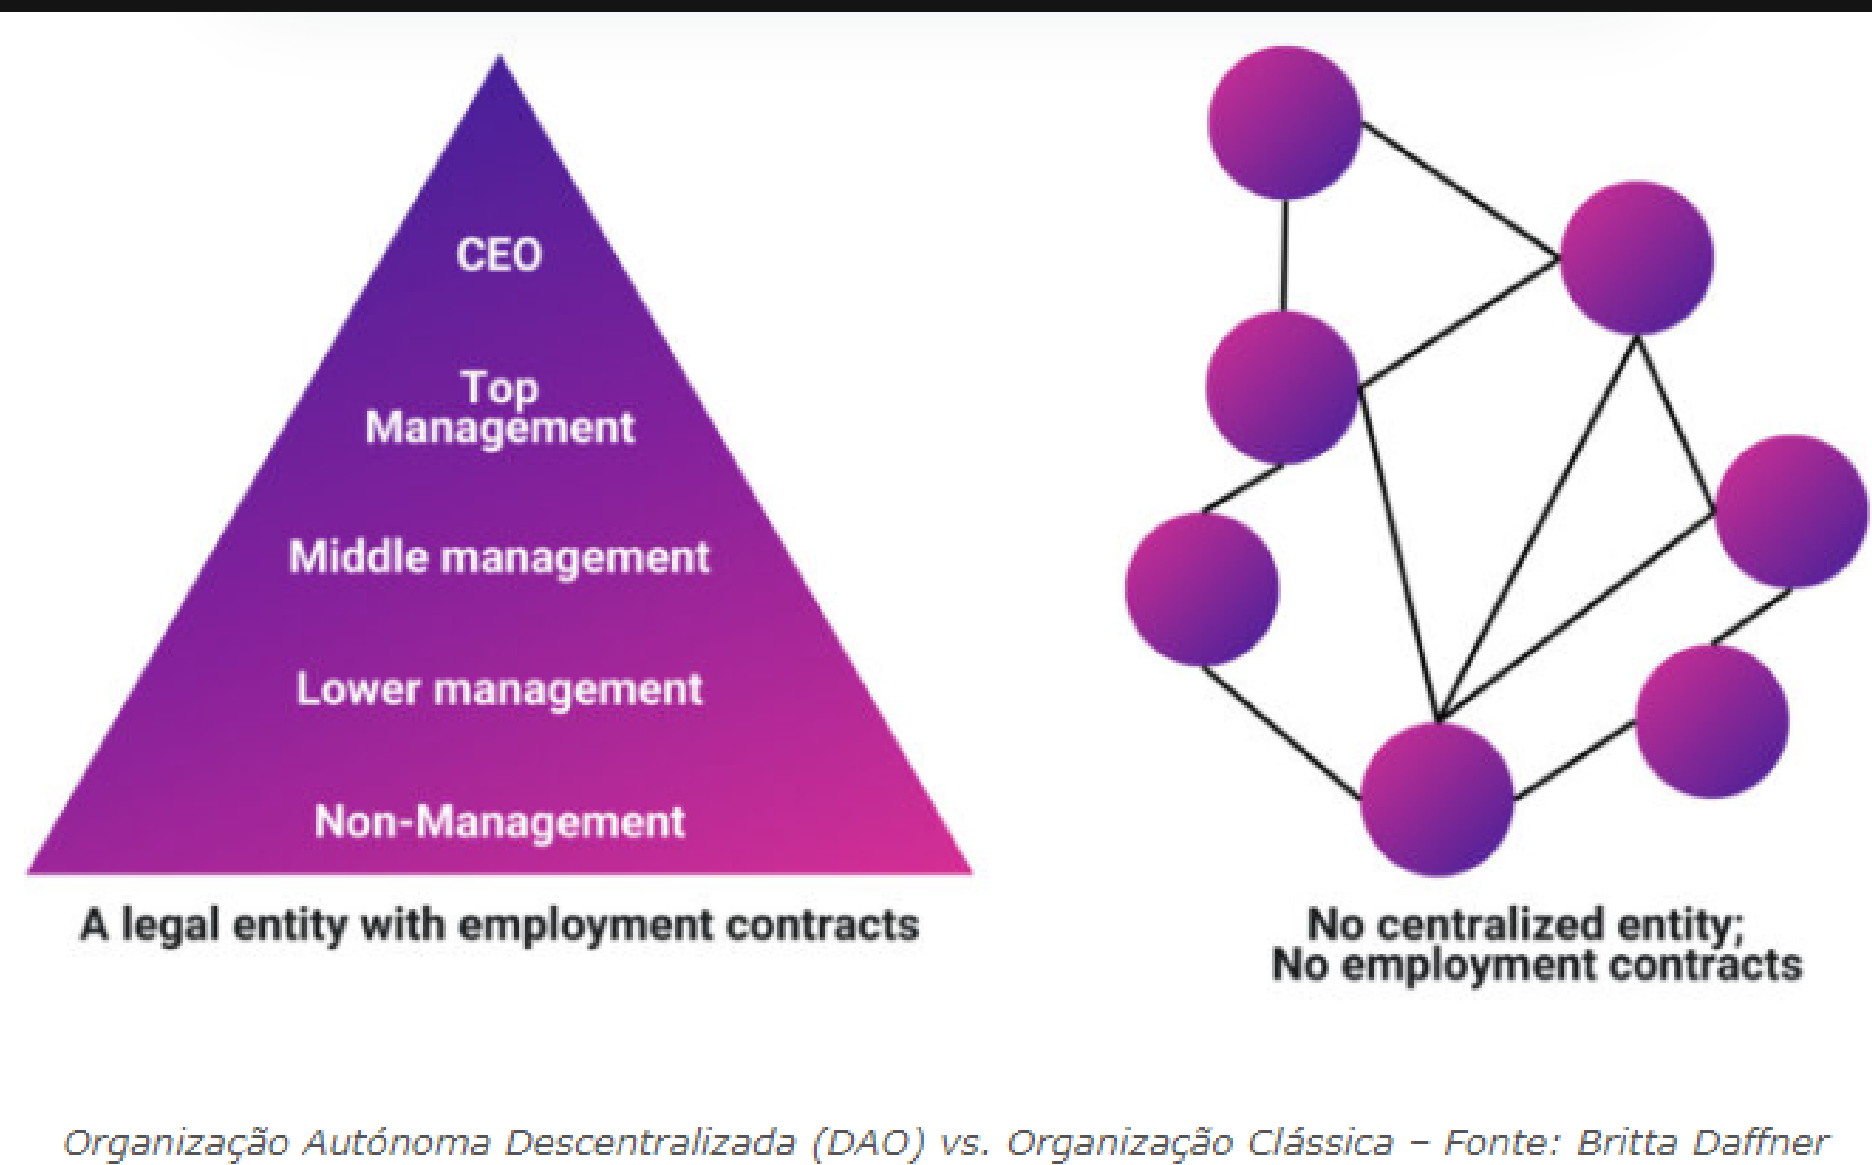 CEO
Top
Management
Middle management
Lower management
Non-Management
A legal entity with employment contracts
No centralized entity;
No employment contracts
Organização Autónoma Descentralizada (DAO) vs. Organização Clássica – Fonte: Britta Daffner